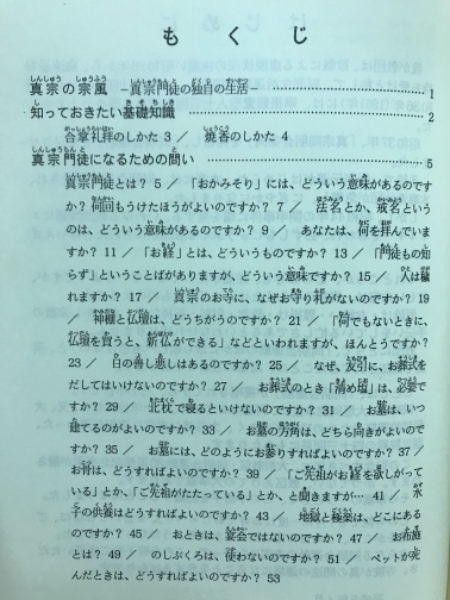 もくじ
真宗の宗風 −真宗門徒の独自の生活− …… 1
知っておきたい基礎知識 …… 2
合掌礼拝のしかた 3 ／ 焼香のしかた 4
真宗門徒になるための問い …… 5
真宗門徒とは？ 5 ／ 「おかみそり」には、どういう意味があるのです
か？ 何回もうけたほうがよいのですか？ 7 ／ 法名とか、戒名という
のは、どういう意味があるのですか？ 9 ／ あなたは、何を拝んでいま
すか？ 11 ／ 「お経」とは、どういうものですか？ 13 ／ 「門徒もの知
らず」ということばがありますが、どういう意味ですか？ 15 ／ 人は穢
れますか？ 17 ／ 真宗のお寺に、なぜお守り札がないのですか？ 19
／ 神棚と仏壇は、どうちがうのですか？ 21 ／ 「何でもないときに、
仏壇を買うと、新仏ができる」などといわれますが、ほんとうですか？
23 ／ 日の善し悪しはあるのですか？ 25 ／ なぜ、友引に、お葬式を
だしてはいけないのですか？ 27 ／ お葬式のとき「清め塩」は、必要で
すか？ 29 ／ 北枕で寝るといけないのですか？ 31 ／ お墓は、いつ
建てるのがよいのですか？ 33 ／ お墓の方角は、どちら向きがよいので
すか？ 35 ／ お墓には、どのようにお参りすればよいのですか？ 37 ／
お骨は、どうすればよいのですか？ 39 ／ 「ご先祖がお経を欲しがって
いる」とか、「ご先祖がたたっている」とか、と聞きますが… 41 ／ 水
子の供養はどうすればよいのですか？ 43 ／ 地獄と極楽は、どこにある
のですか？ 45 ／ おときは、宴会ではないのですか？ 47 ／ お布施
とは？ 49 ／ のしぶくろは、使わないのですか？ 51 ／ ペットが死
んだときは、どうすればよいのですか？ 53